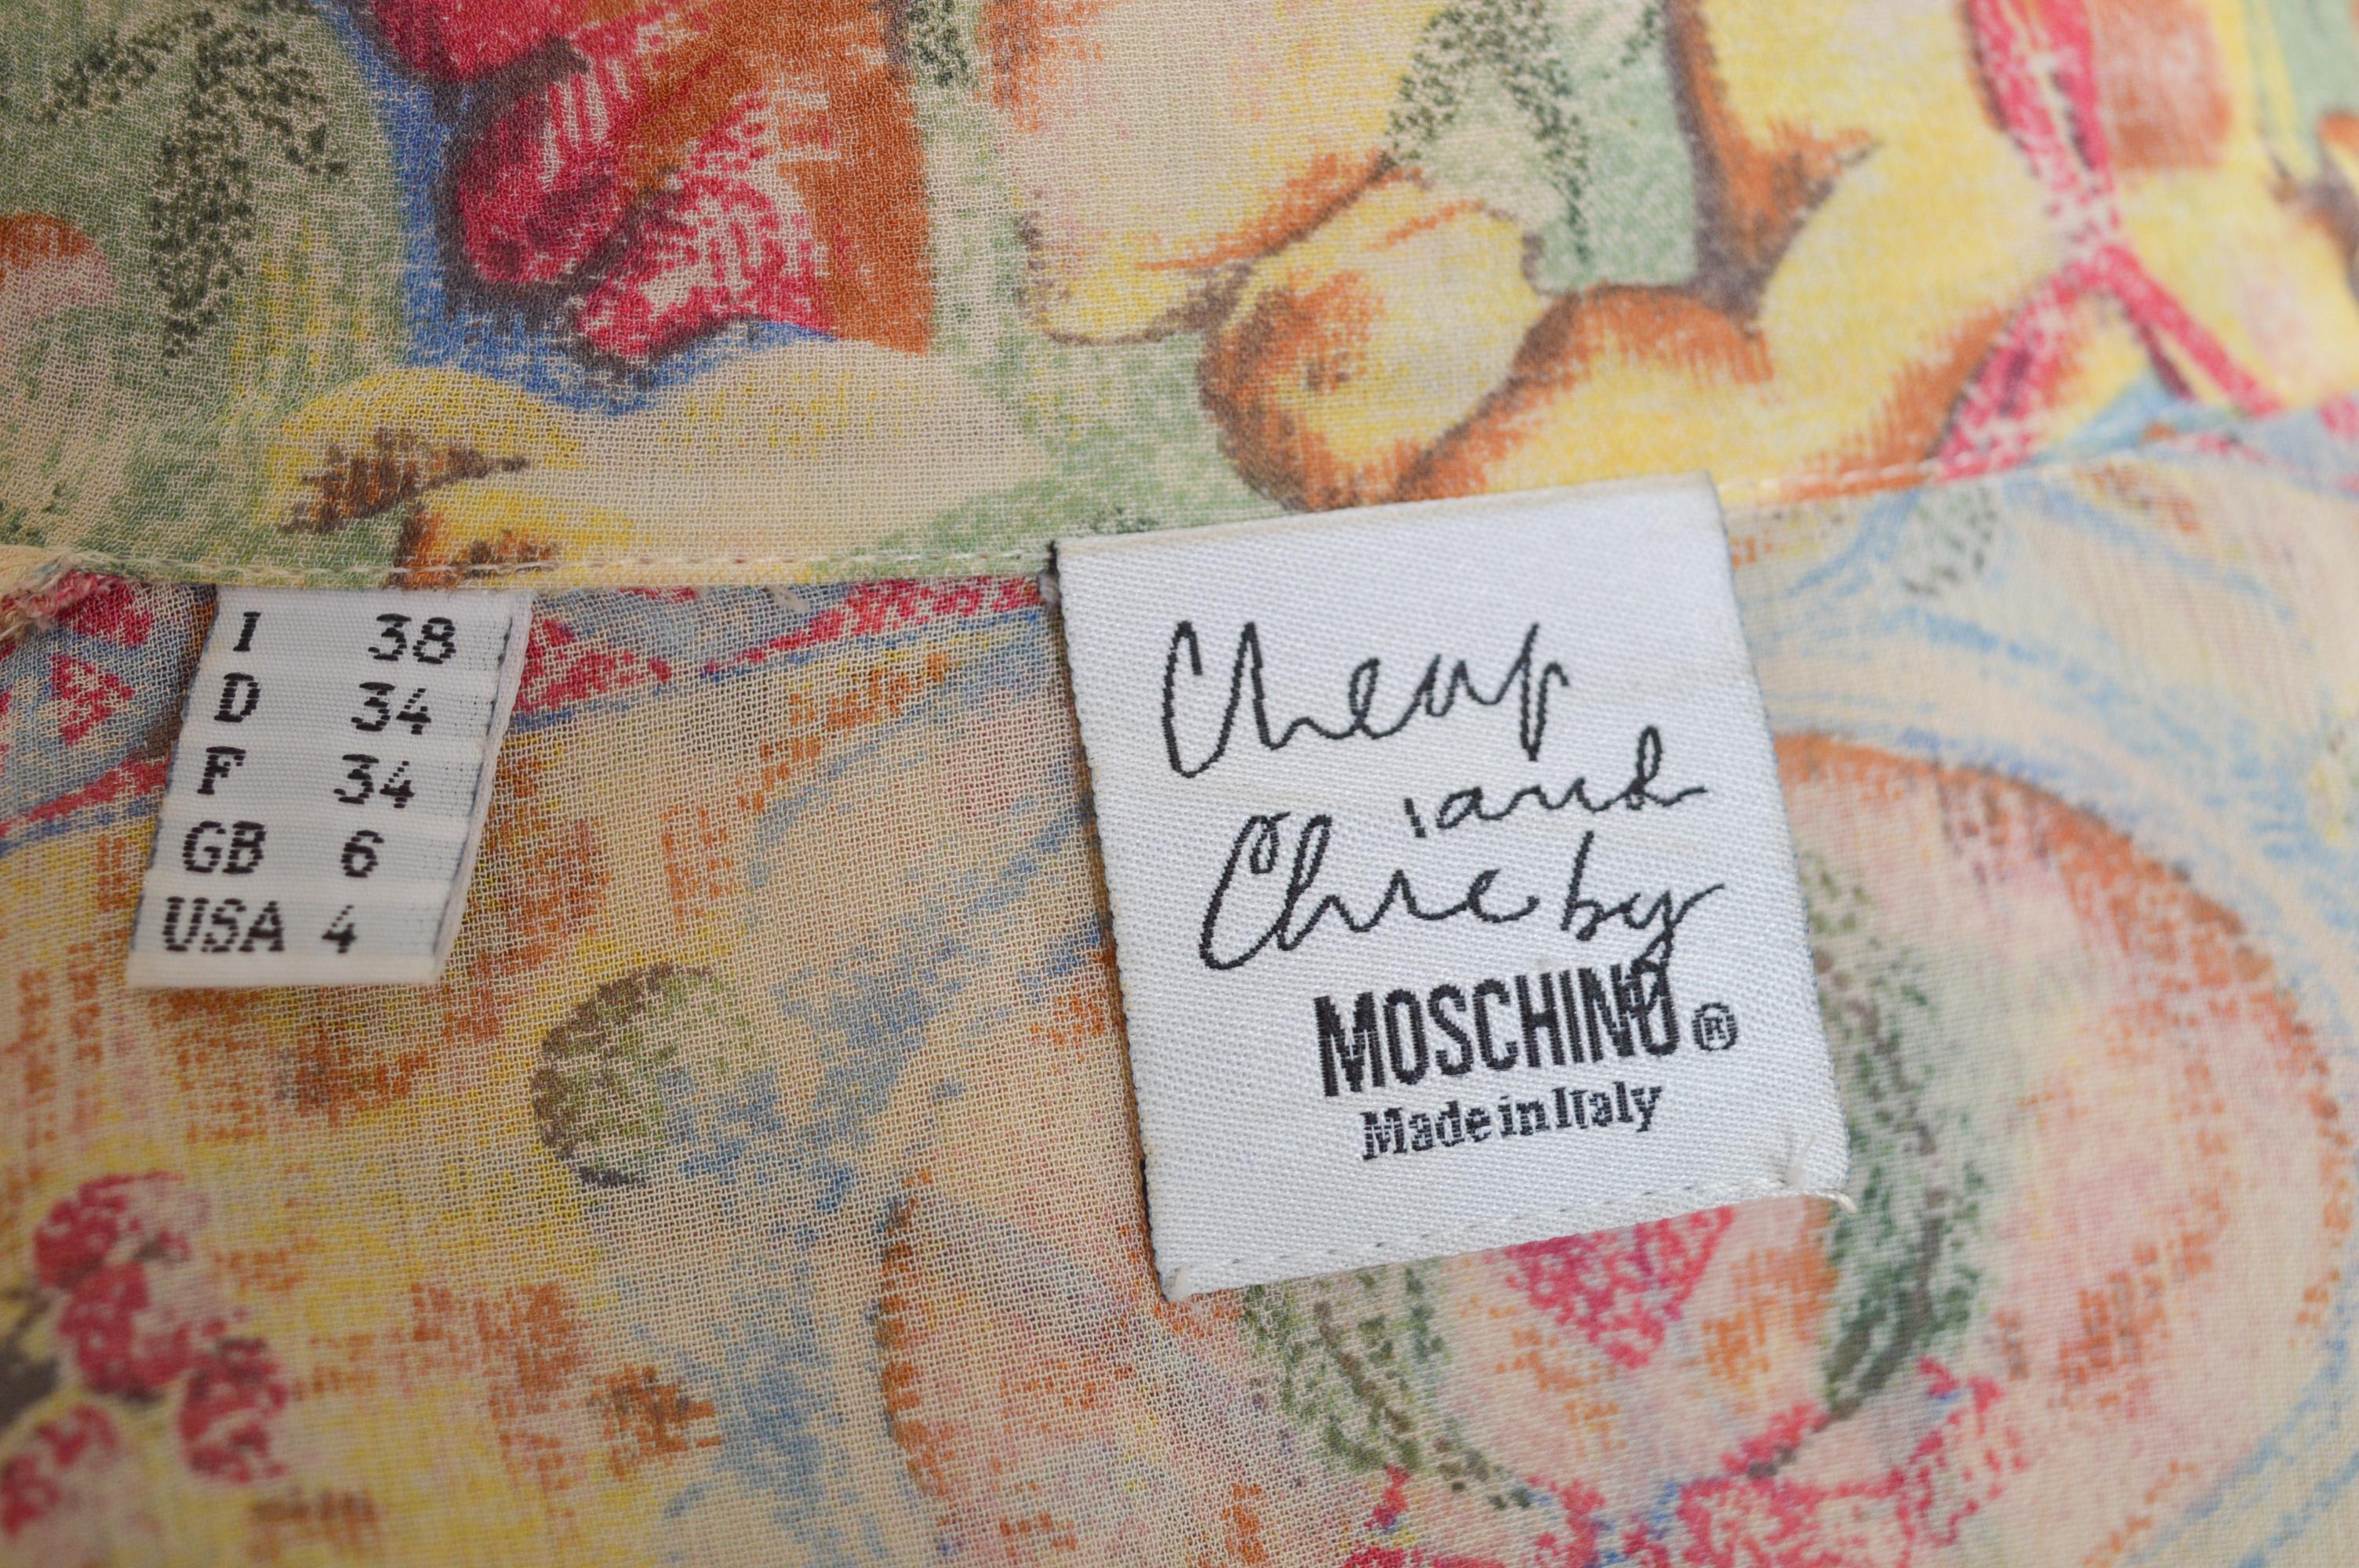 I 38
D 34
F 34
GB 6
USA 4
Cheap
and
Chic by
MOSCHINO®
Made in Italy